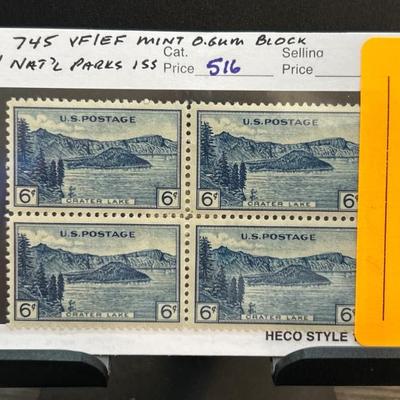 745 VF/EF MINT O.GUM BLOCK
NAT'L PARKS ISS
Cat. Price 516
Selling Price
U.S.POSTAGE
6¢ CRATER LAKE 6¢
U.S.POSTAGE
6¢ CRATER LAKE 6¢
U.S.POSTAGE
6¢ CRATER LAKE 6¢
U.S.POSTAGE
6¢ CRATER LAKE 6¢
HECO STYLE